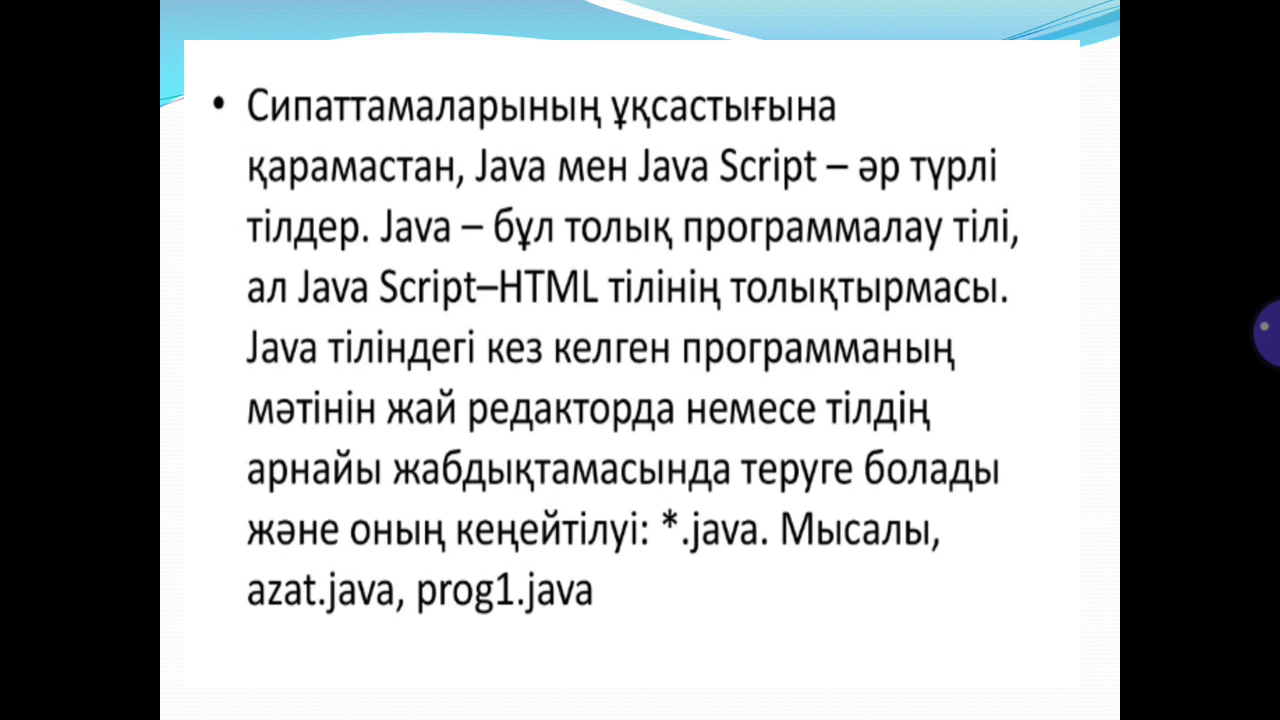 • Сипаттамаларының ұқсастығына
қарамастан, Java мен Java Script – әр түрлі
тілдер. Java – бұл толық программалау тілі,
ал Java Script–HTML тілінің толықтырмасы.
Java тіліндегі кез келген программаның
мәтінін жай редакторда немесе тілдің
арнайы жабдықтамасында теруге болады
және оның кеңейтілуі: *.java. Мысалы,
azat.java, prog1.java